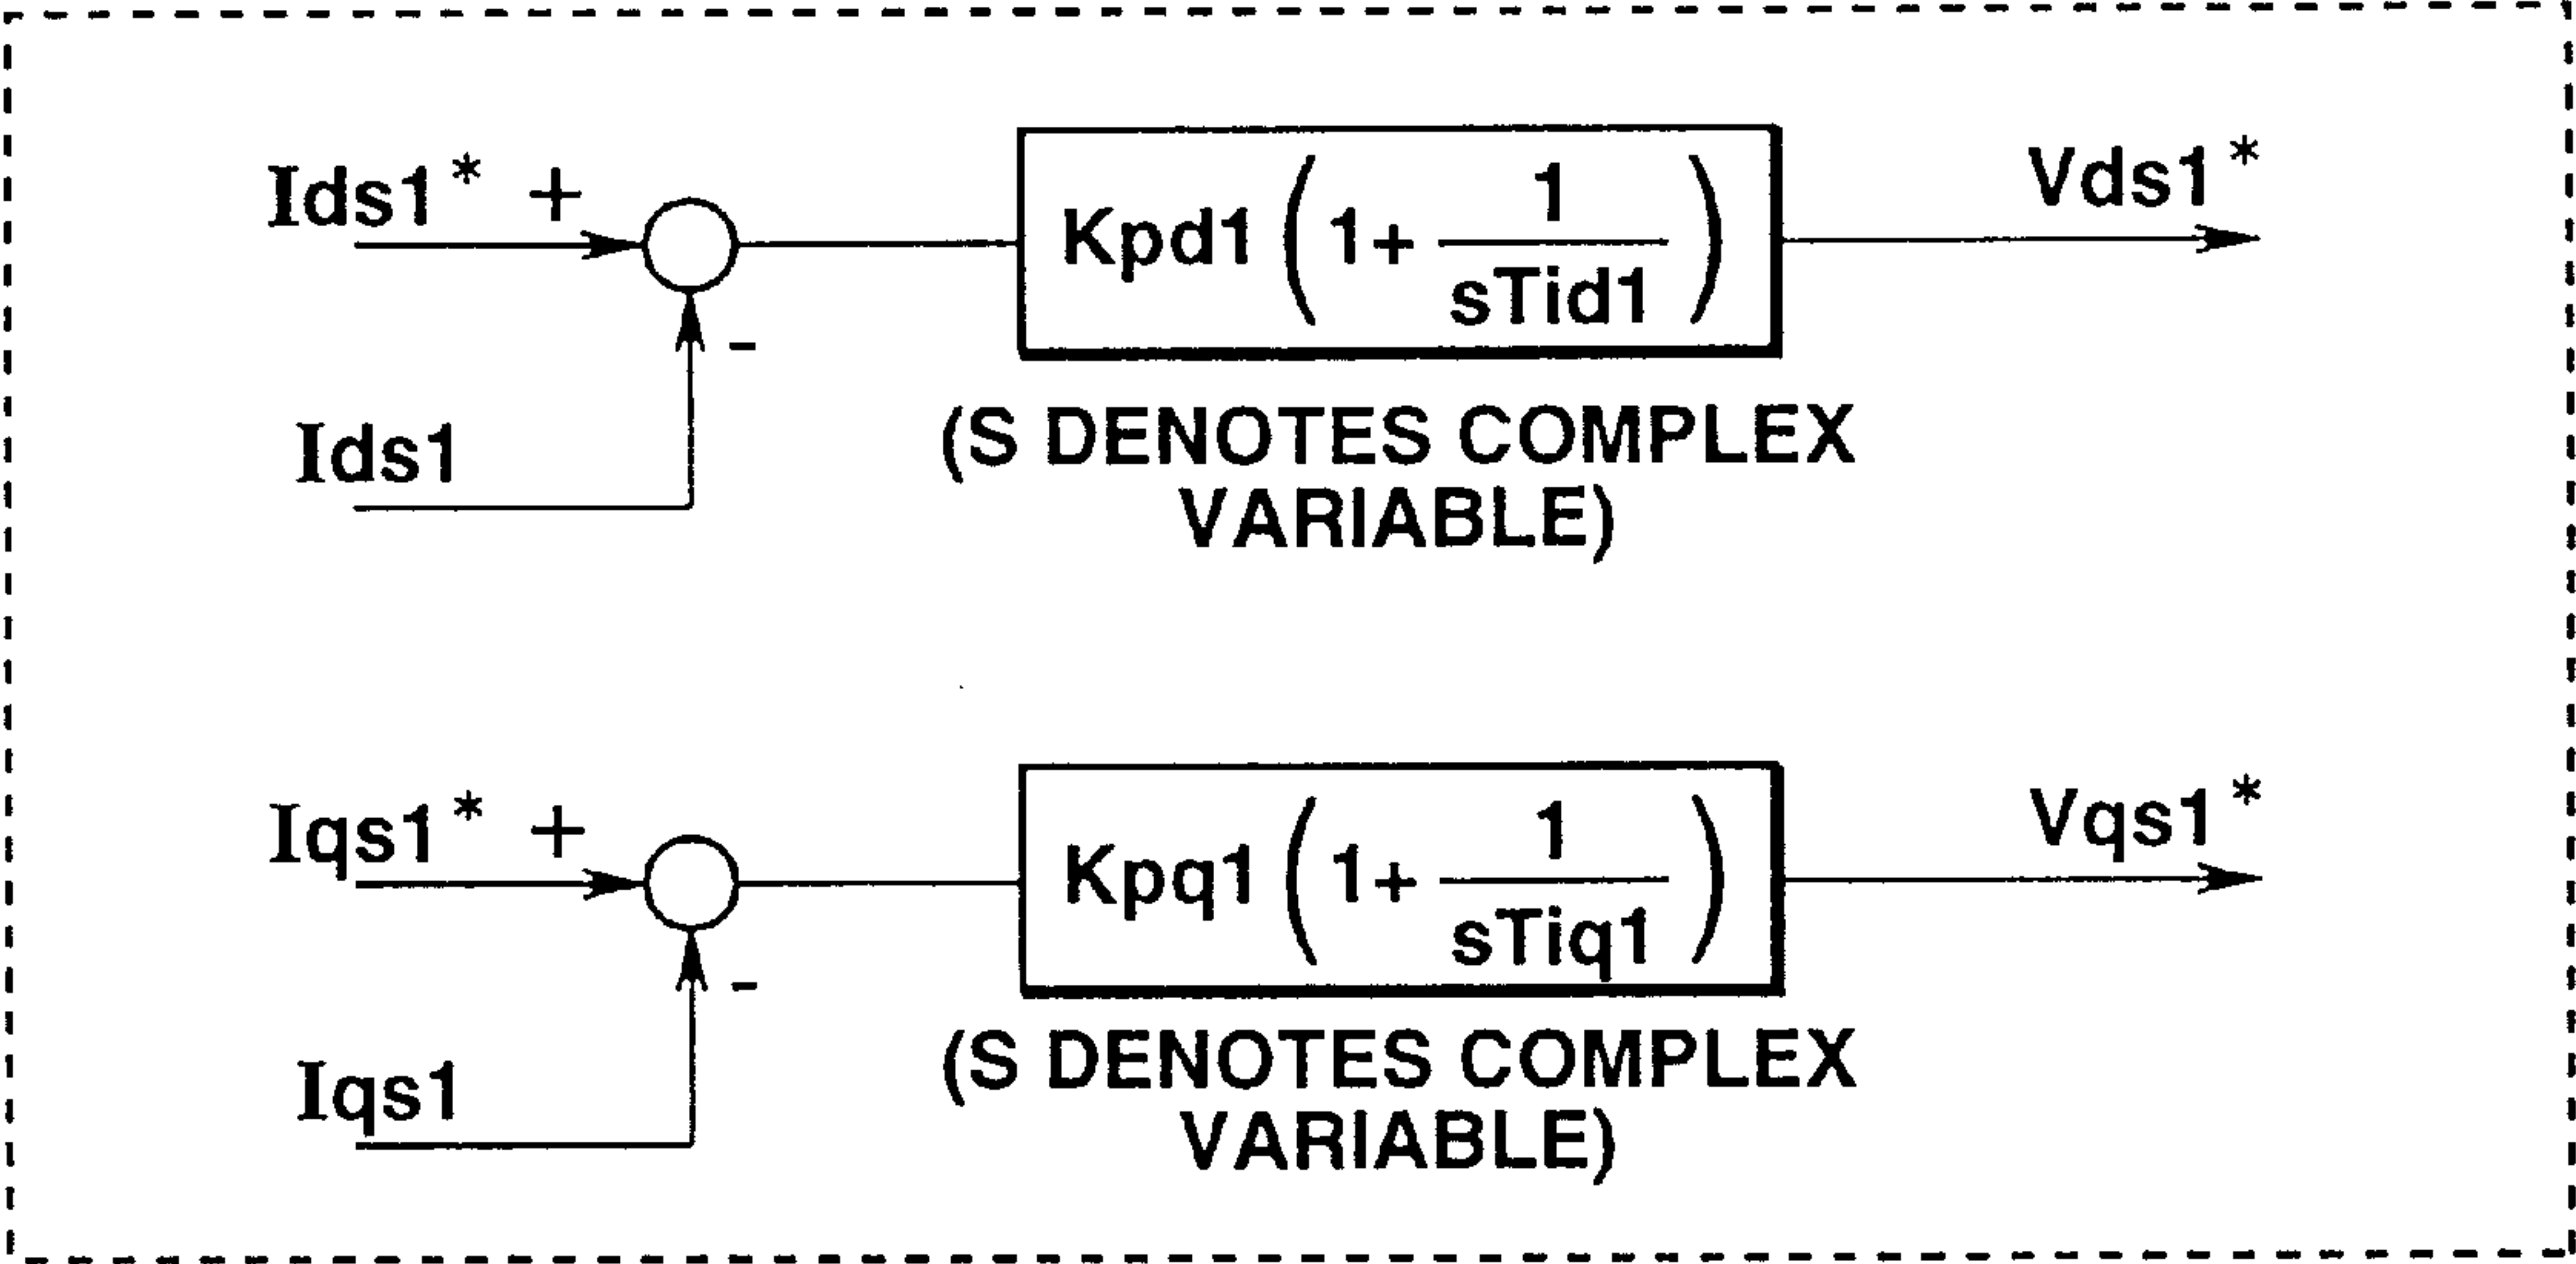 Ids1* +
Kpd1 (1+ 1/sTid1)
Vds1*
-
Ids1
(S DENOTES COMPLEX
VARIABLE)
Iqs1* +
Kpq1 (1+ 1/sTiq1)
Vqs1*
-
Iqs1
(S DENOTES COMPLEX
VARIABLE)